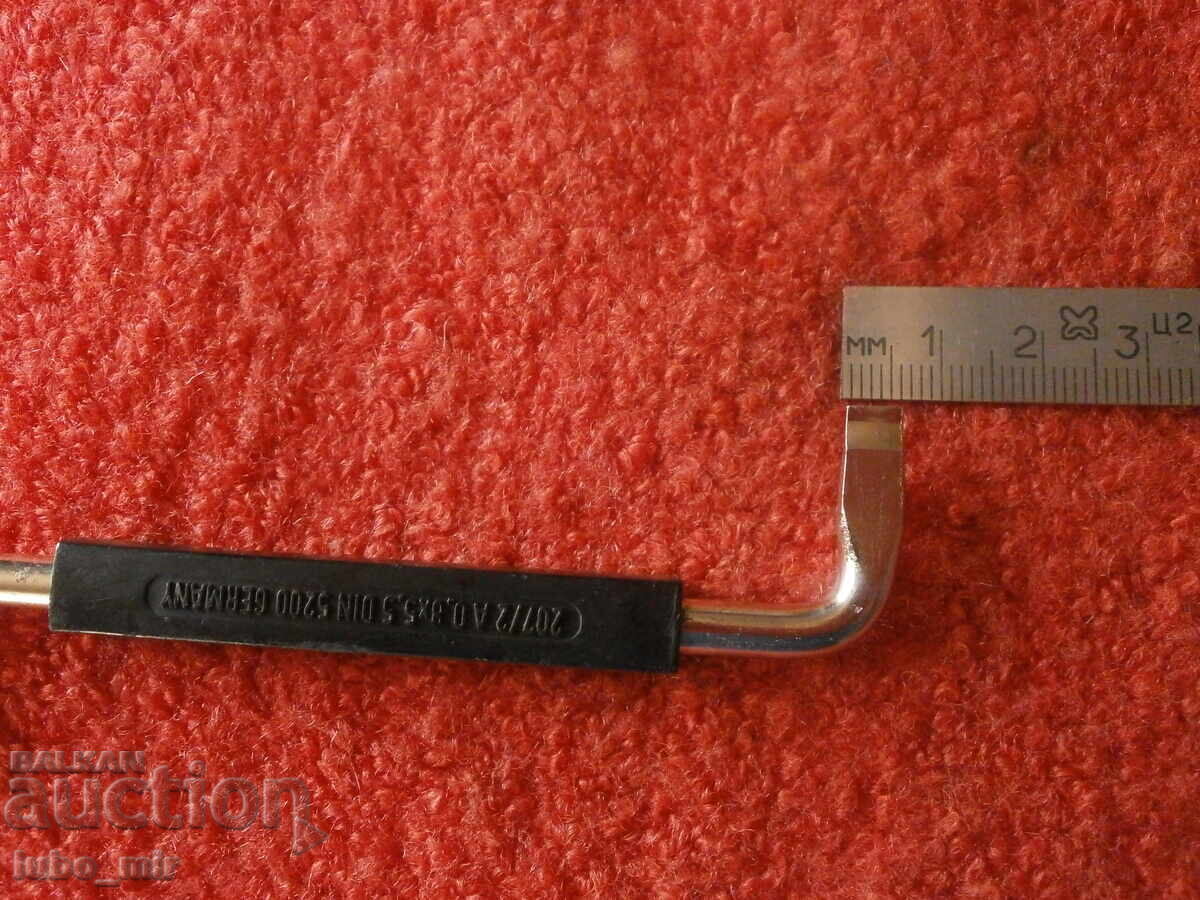 мм 1 2 3 ц2
207/2 A 0,8x5,5 DIN 5200 GERMANY
BALKAN
auction
lubo_mir